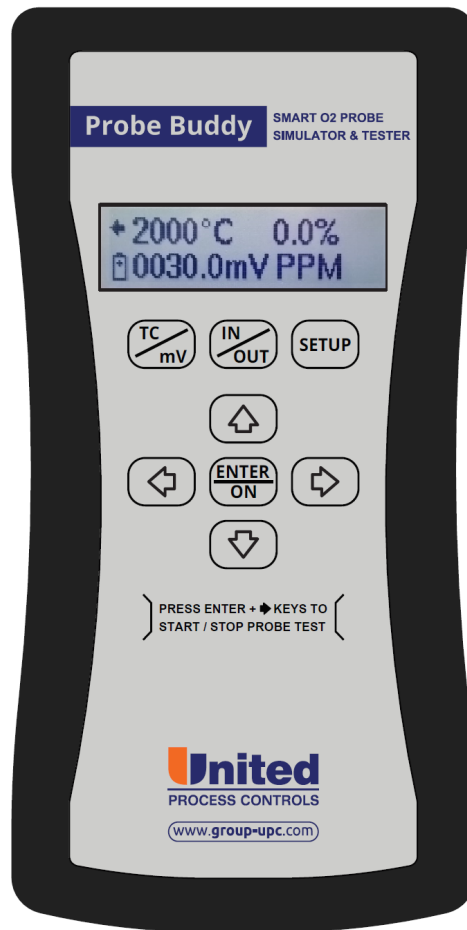 Probe Buddy
SMART O2 PROBE
SIMULATOR & TESTER
2000°C 0.0%
0030.0mV PPM
TC/mV IN/OUT SETUP
ENTER
ON
PRESS ENTER + 🡆 KEYS TO
START / STOP PROBE TEST
United
PROCESS CONTROLS
www.group-upc.com